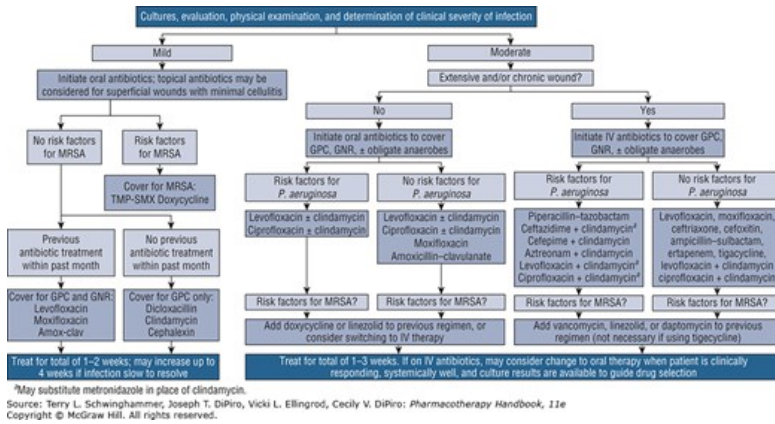 Cultures, evaluation, physical examination, and determination of clinical severity of infection
Mild
Initiate oral antibiotics; topical antibiotics may be
considered for superficial wounds with minimal cellulitis
No risk factors
for MRSA
Risk factors
for MRSA
Cover for MRSA:
TMP-SMX Doxycycline
Previous
antibiotic treatment
within past month
No previous
antibiotic treatment
within past month
Cover for GPC and GNR:
Levofloxacin
Moxifloxacin
Amox-clav
Cover for GPC only:
Dicloxacillin
Clindamycin
Cephalexin
Treat for total of 1–2 weeks; may increase up to
4 weeks if infection slow to resolve
Moderate
Extensive and/or chronic wound?
No
Initiate oral antibiotics to cover
GPC, GNR, ± obligate anaerobes
Risk factors for
P. aeruginosa
Levofloxacin ± clindamycin
Ciprofloxacin ± clindamycin
No risk factors for
P. aeruginosa
Levofloxacin ± clindamycin
Ciprofloxacin ± clindamycin
Moxifloxacin
Amoxicillin–clavulanate
Risk factors for MRSA?
Risk factors for MRSA?
Add doxycycline or linezolid to previous regimen, or
consider switching to IV therapy
Yes
Initiate IV antibiotics to cover GPC,
GNR, ± obligate anaerobes
Risk factors for
P. aeruginosa
Piperacillin–tazobactam
Ceftazidime + clindamycinª
Cefepime + clindamycin
Aztreonam + clindamycin
Levofloxacin + clindamycinª
Ciprofloxacin + clindamycinª
No risk factors for
P. aeruginosa
Levofloxacin, moxifloxacin,
ceftriaxone, cefoxitin,
ampicillin–sulbactam,
ertapenem, tigacycline,
levofloxacin + clindamycin
ciprofloxacin + clindamycin
Risk factors for MRSA?
Risk factors for MRSA?
Add vancomycin, linezolid, or daptomycin to previous
regimen (not necessary if using tigecycline)
Treat for total of 1–3 weeks. If on IV antibiotics, may consider change to oral therapy when patient is clinically
responding, systemically well, and culture results are available to guide drug selection
ªMay substitute metronidazole in place of clindamycin.
Source: Terry L. Schwinghammer, Joseph T. DiPiro, Vicki L. Ellingrod, Cecily V. DiPiro: Pharmacotherapy Handbook, 11e
Copyright © McGraw Hill. All rights reserved.